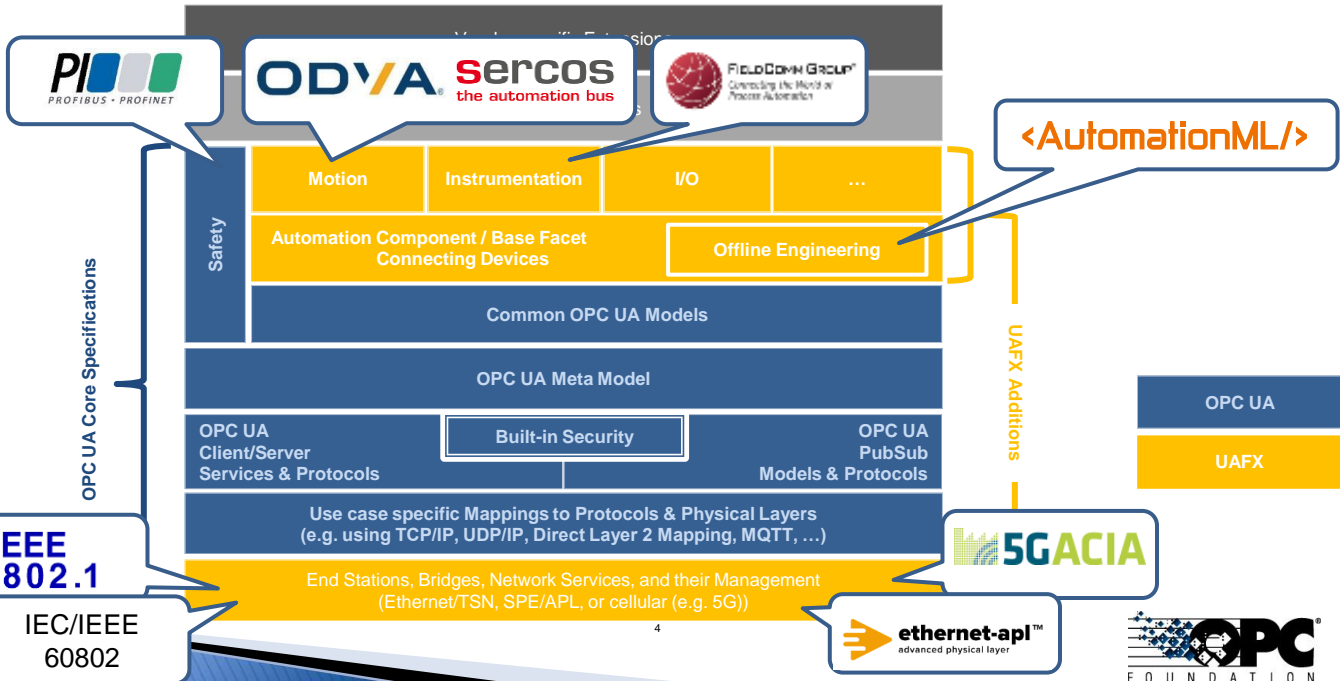 PI
PROFIBUS • PROFINET
ODVA®
sercos
the automation bus
FIELDCOMM GROUP
Connecting the World of
Process Automation
<AutomationML/>
Safety
Motion
Instrumentation
I/O
…
Automation Component / Base Facet
Connecting Devices
Offline Engineering
Common OPC UA Models
OPC UA Meta Model
OPC UA
Client/Server
Services & Protocols
Built-in Security
OPC UA
PubSub
Models & Protocols
Use case specific Mappings to Protocols & Physical Layers
(e.g. using TCP/IP, UDP/IP, Direct Layer 2 Mapping, MQTT, …)
End Stations, Bridges, Network Services, and their Management
(Ethernet/TSN, SPE/APL, or cellular (e.g. 5G))
OPC UA Core Specifications
UAFX Additions
OPC UA
UAFX
EEE
802.1
IEC/IEEE
60802
5GACIA
ethernet-apl™
advanced physical layer
4
OPC®
FOUNDATION